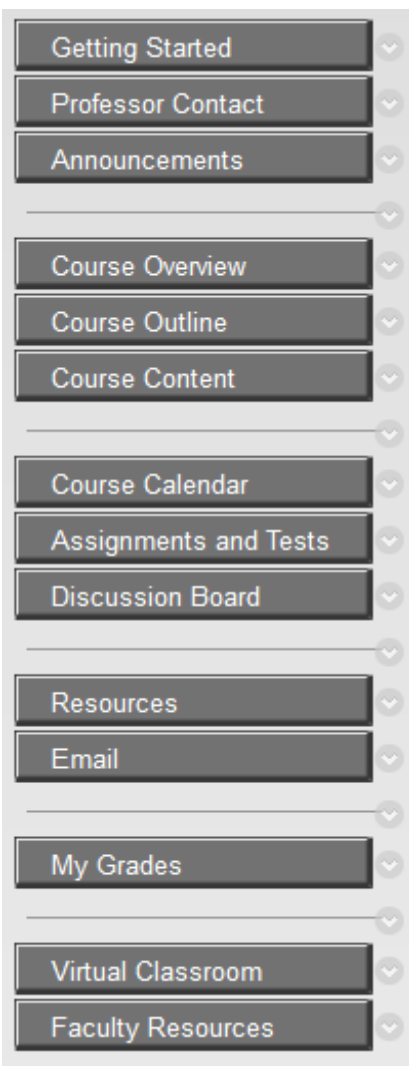 Getting Started
Professor Contact
Announcements
Course Overview
Course Outline
Course Content
Course Calendar
Assignments and Tests
Discussion Board
Resources
Email
My Grades
Virtual Classroom
Faculty Resources